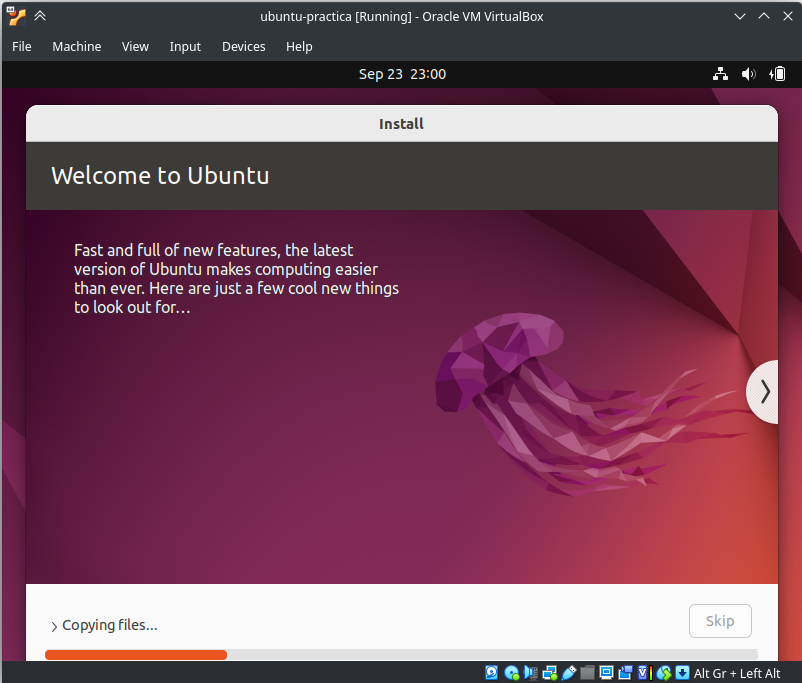 ubuntu-practica [Running] - Oracle VM VirtualBox
File Machine View Input Devices Help
Sep 23 23:00
Install
Welcome to Ubuntu
Fast and full of new features, the latest
version of Ubuntu makes computing easier
than ever. Here are just a few cool new things
to look out for…
Copying files...
Skip
Alt Gr + Left Alt